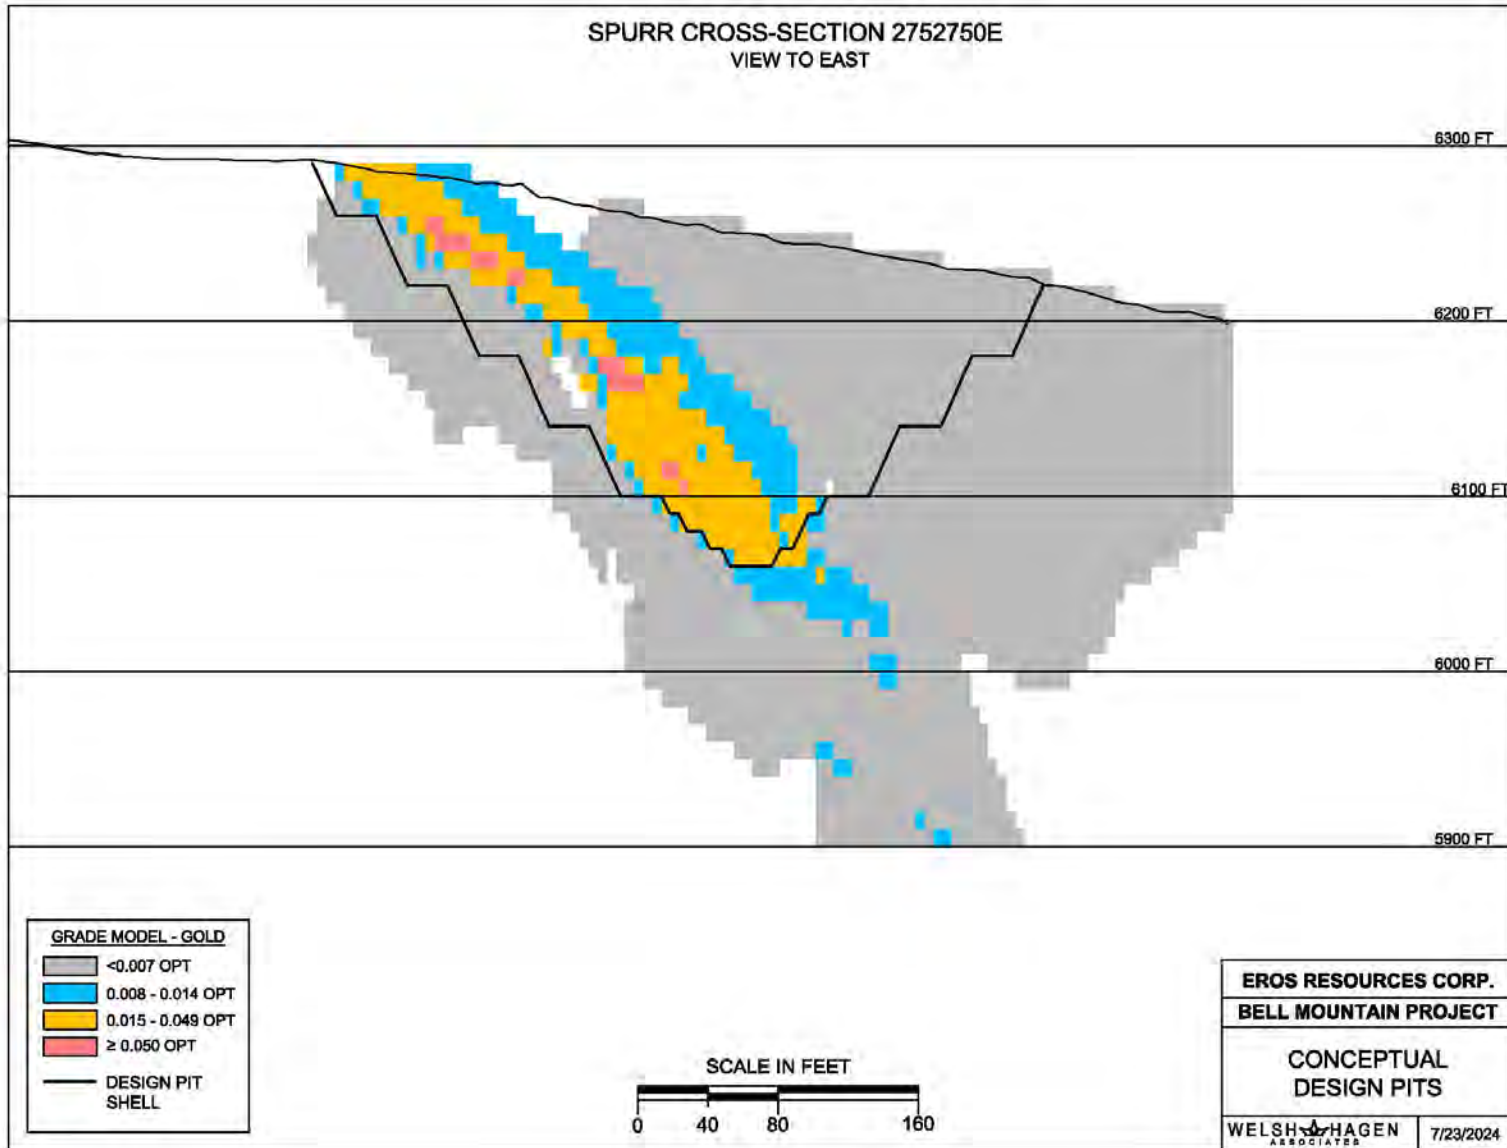 SPURR CROSS-SECTION 2752750E
VIEW TO EAST
6300 FT
6200 FT
6100 FT
6000 FT
5900 FT
GRADE MODEL - GOLD
<0.007 OPT
0.008 - 0.014 OPT
0.015 - 0.049 OPT
≥ 0.050 OPT
DESIGN PIT
SHELL
SCALE IN FEET
0 40 80 160
EROS RESOURCES CORP.
BELL MOUNTAIN PROJECT
CONCEPTUAL
DESIGN PITS
WELSH HAGEN
ASSOCIATES
7/23/2024